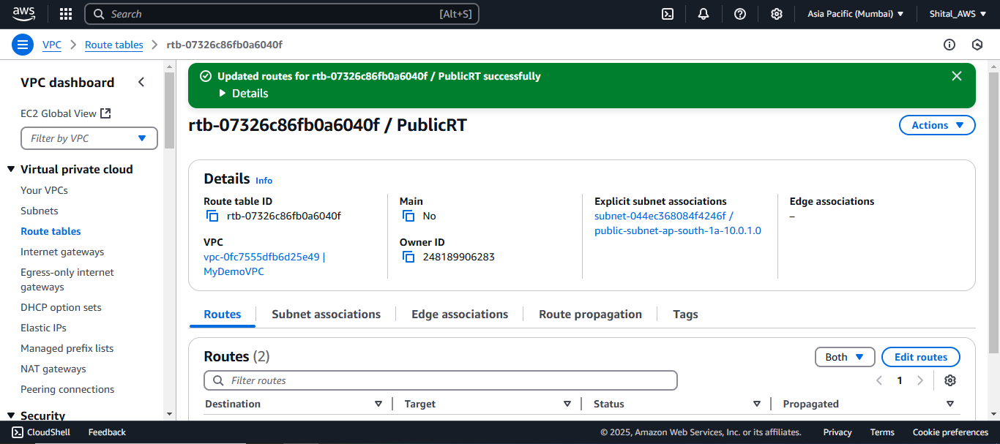 aws
Search [Alt+S]
Asia Pacific (Mumbai) Shital_AWS
VPC Route tables rtb-07326c86fb0a6040f
VPC dashboard
EC2 Global View
Filter by VPC
Virtual private cloud
Your VPCs
Subnets
Route tables
Internet gateways
Egress-only internet
gateways
DHCP option sets
Elastic IPs
Managed prefix lists
NAT gateways
Peering connections
Security
Updated routes for rtb-07326c86fb0a6040f / PublicRT successfully
Details
rtb-07326c86fb0a6040f / PublicRT
Actions
Details Info
Route table ID
rtb-07326c86fb0a6040f
VPC
vpc-0fc7555dfb6d25e49 |
MyDemoVPC
Main
No
Owner ID
248189906283
Explicit subnet associations
subnet-044ec368084f4246f /
public-subnet-ap-south-1a-10.0.1.0
Edge associations
–
Routes Subnet associations Edge associations Route propagation Tags
Routes (2)
Both Edit routes
Filter routes
1
Destination Target Status Propagated
CloudShell Feedback © 2025, Amazon Web Services, Inc. or its affiliates. Privacy Terms Cookie preferences